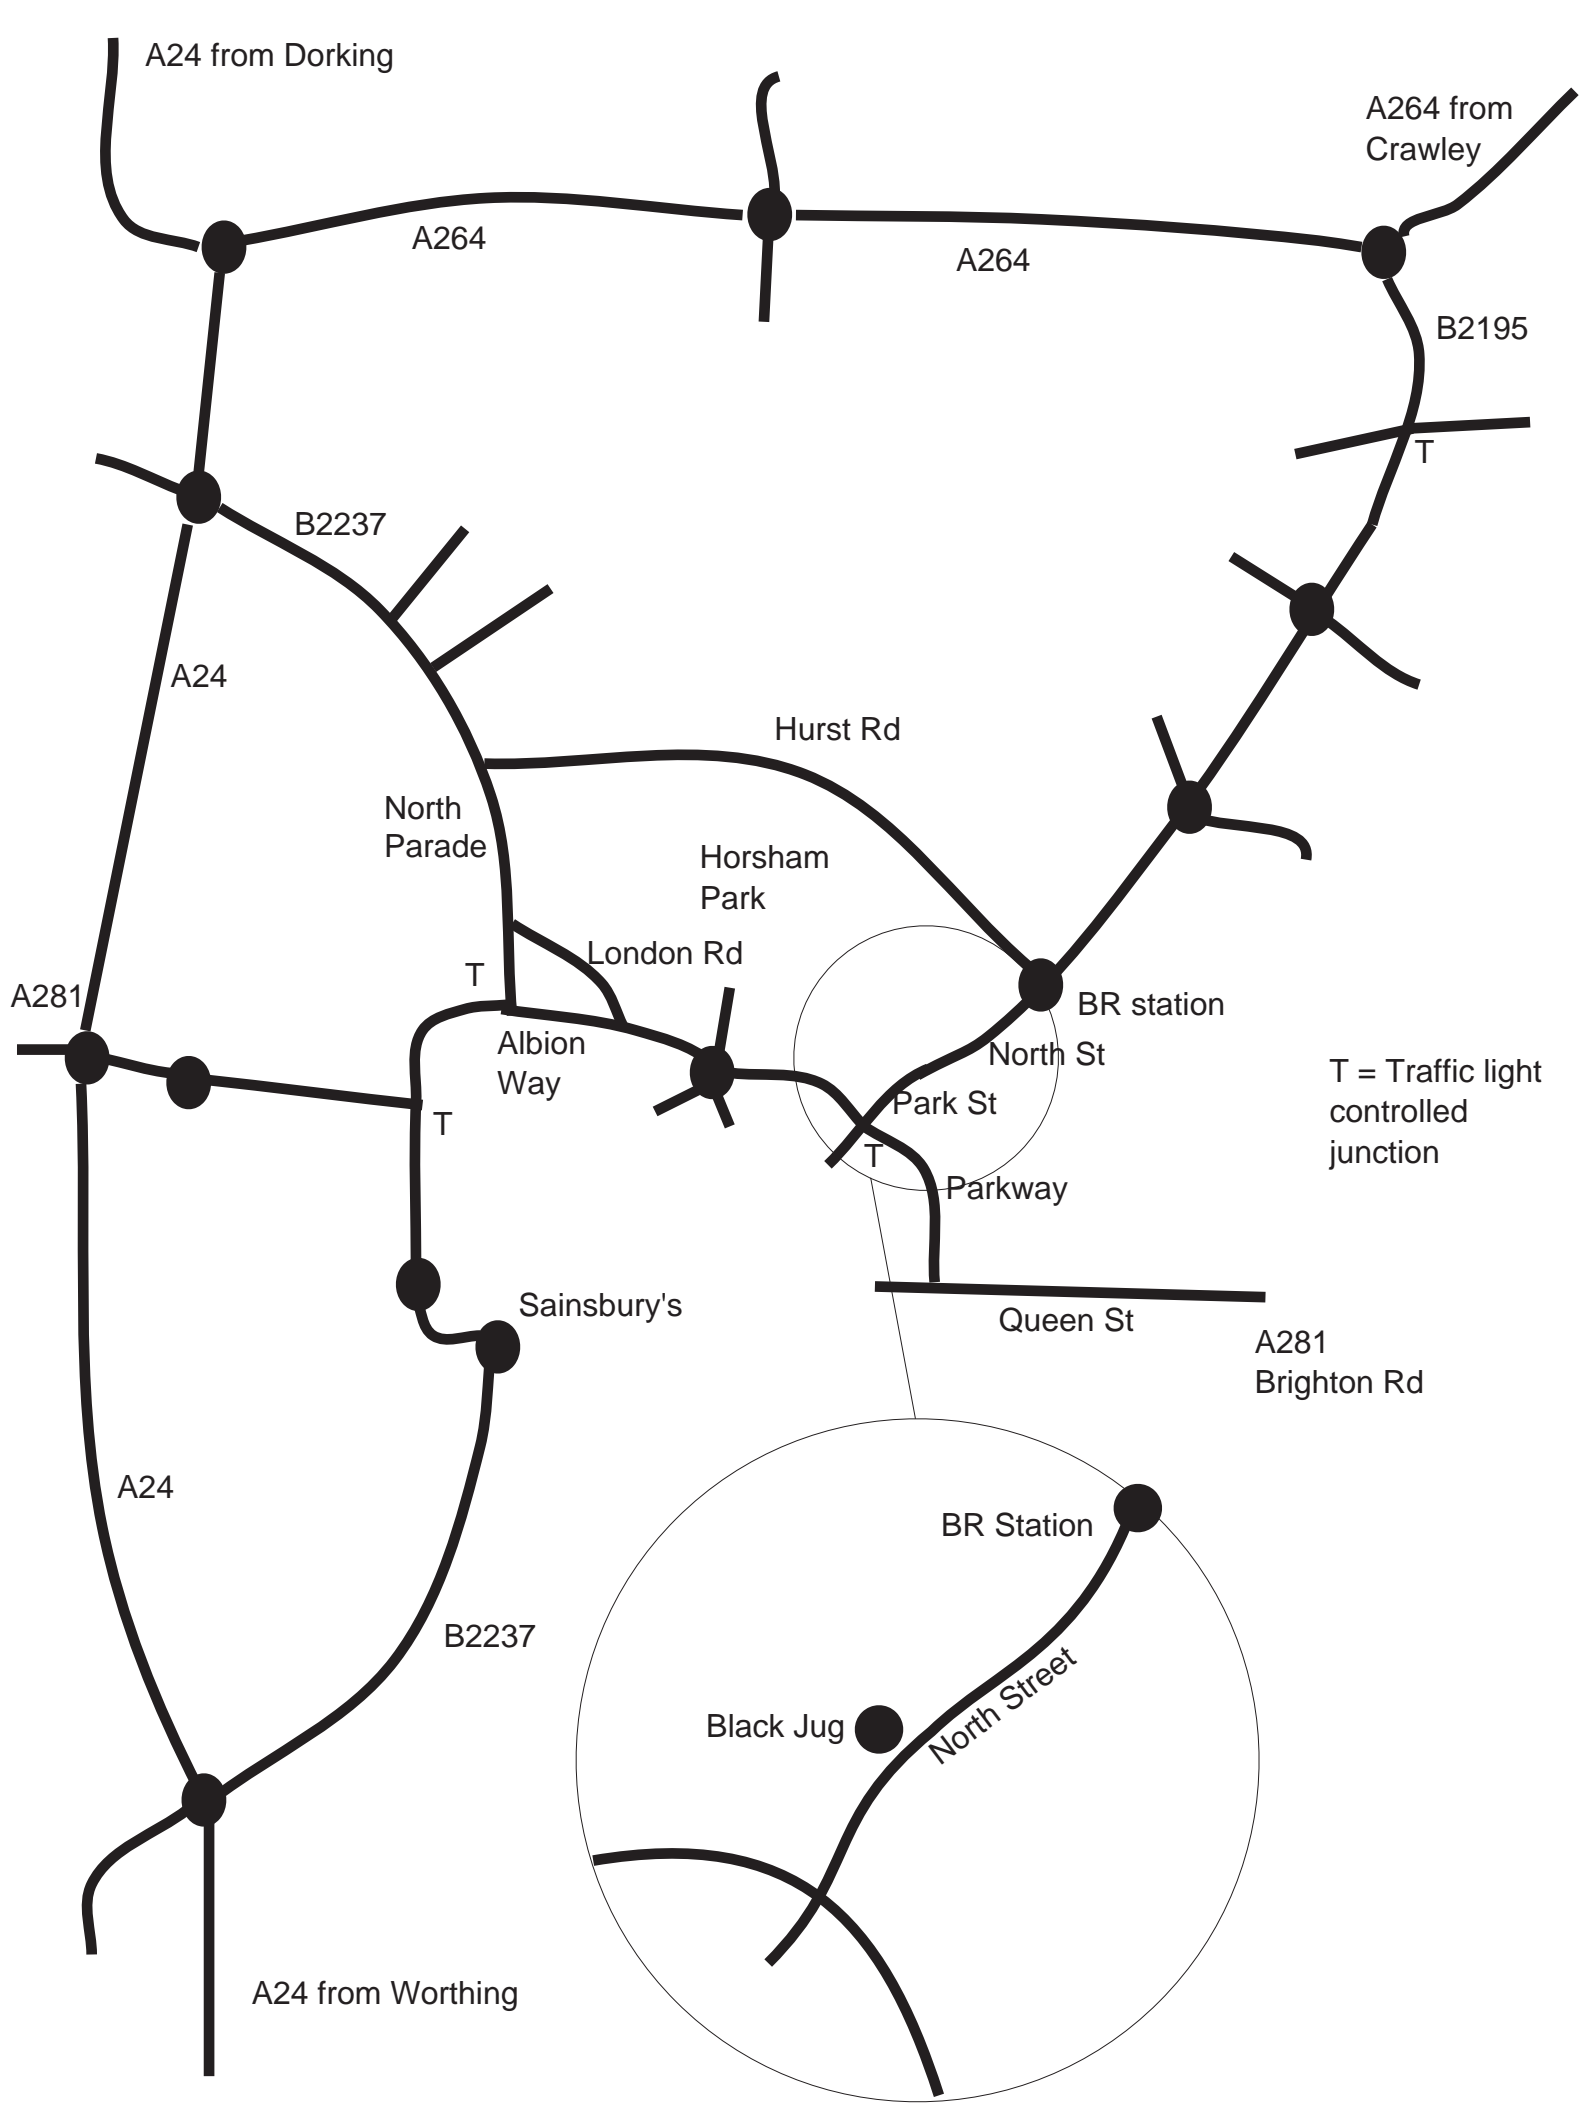 A24 from Dorking
A264 from
Crawley
A264
A264
B2195
T
B2237
A24
Hurst Rd
North
Parade
Horsham
Park
London Rd
T
A281
BR station
Albion
Way
North St
T = Traffic light
controlled
junction
Park St
T
T
Parkway
Sainsbury's
Queen St
A281
Brighton Rd
A24
BR Station
B2237
North Street
Black Jug
A24 from Worthing